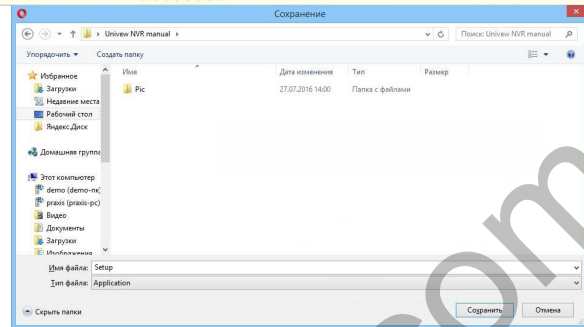 Сохранение
Univew NVR manual
Поиск: Univew NVR manual
Упорядочить Создать папку
Имя Дата изменения Тип Размер
Избранное
Загрузки
Недавние места
Рабочий стол
Яндекс.Диск
Домашняя группа
Этот компьютер
demo (demo-пк)
praxis (praxis-pc)
Видео
Документы
Загрузки
Изображения
Pic 27.07.2016 14:00 Папка с файлами
Имя файла: Setup
Тип файла: Application
Скрыть папки
Сохранить Отмена
com